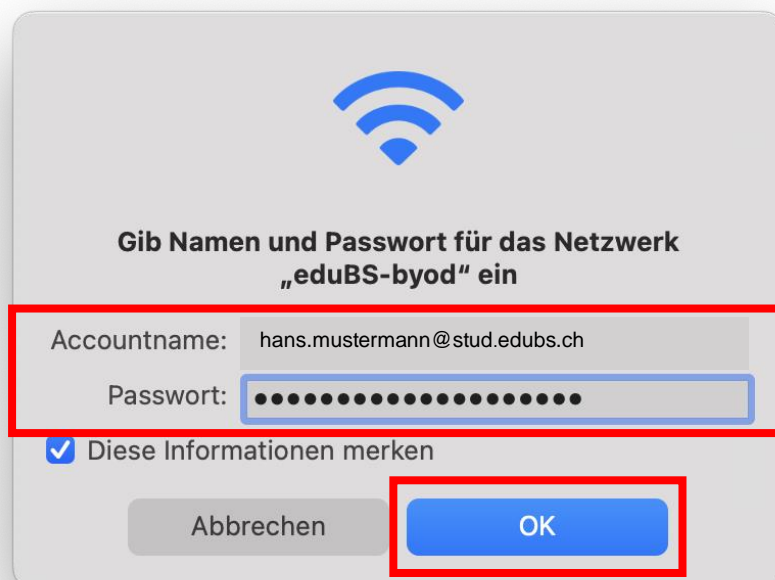 Gib Namen und Passwort für das Netzwerk
„eduBS-byod“ ein
Accountname: hans.mustermann@stud.edubs.ch
Passwort: ●●●●●●●●●●●●●●●●●●●●
Diese Informationen merken
Abbrechen OK